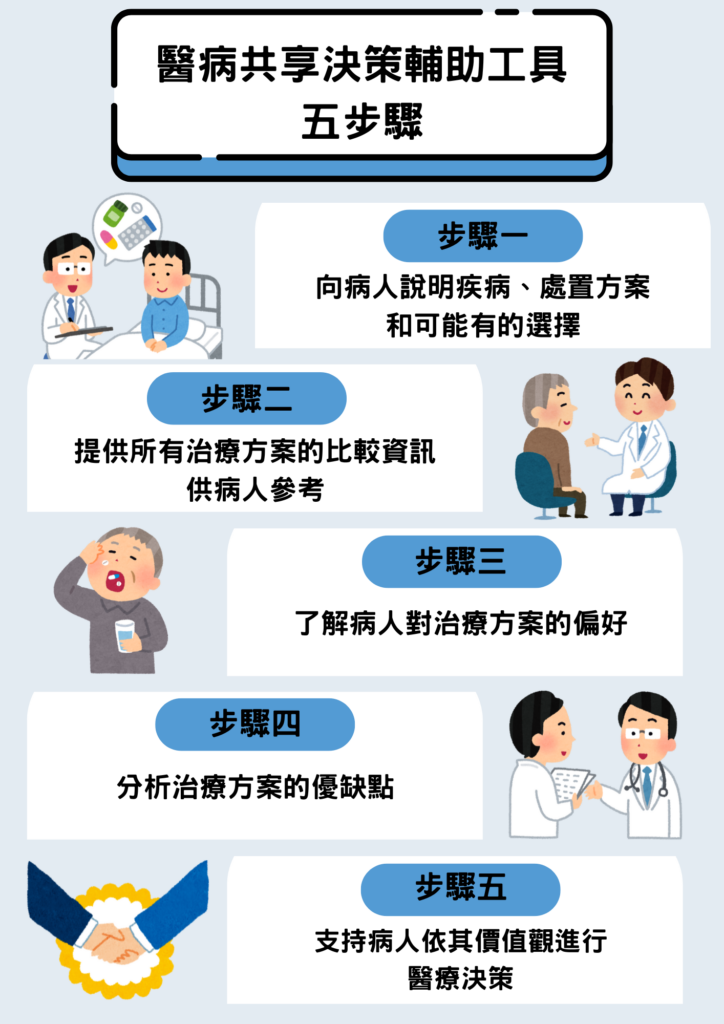 醫病共享決策輔助工具
五步驟
步驟一
向病人說明疾病、處置方案
和可能有的選擇
步驟二
提供所有治療方案的比較資訊
供病人參考
步驟三
了解病人對治療方案的偏好
步驟四
分析治療方案的優缺點
步驟五
支持病人依其價值觀進行
醫療決策